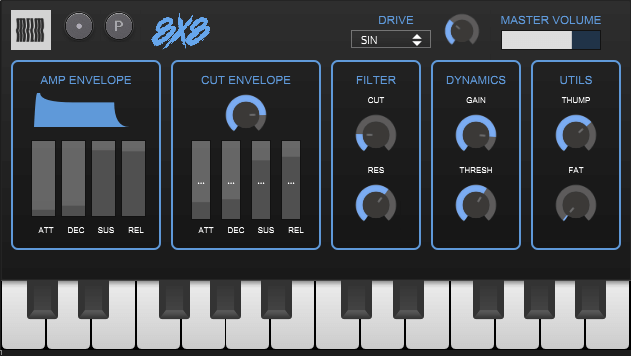 P
8X8
DRIVE
MASTER VOLUME
SIN
AMP ENVELOPE
CUT ENVELOPE
FILTER
DYNAMICS
UTILS
CUT
GAIN
THUMP
RES
THRESH
FAT
...
...
...
...
ATT DEC SUS REL
ATT DEC SUS REL